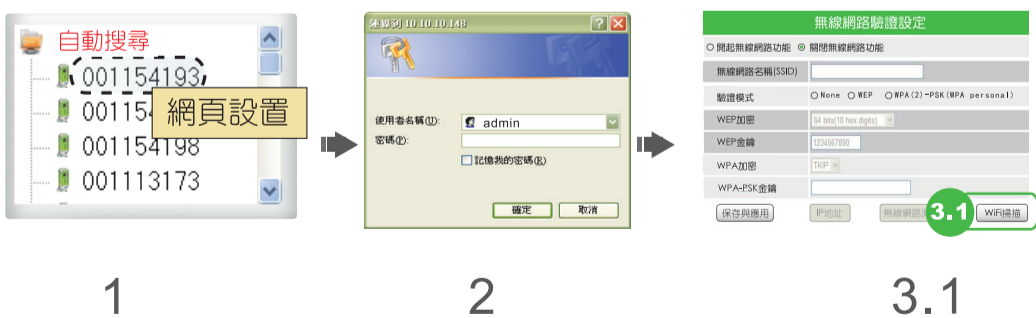 自動搜尋
001154193
001154
網頁設置
001154198
001113173
1
連線到 10.10.10.148
使用者名稱(U):
admin
密碼(P):
記憶我的密碼(R)
確定
取消
2
無線網路驗證設定
開起無線網路功能 關閉無線網路功能
無線網路名稱(SSID)
驗證模式 None WEP WPA(2)-PSK(WPA personal)
WEP加密 64 bits(10 hex digits)
WEP金鑰 1234567890
WPA加密 TKIP
WPA-PSK金鑰
保存與應用 IP地址 無線網路 3.1 WiFi掃描
3.1